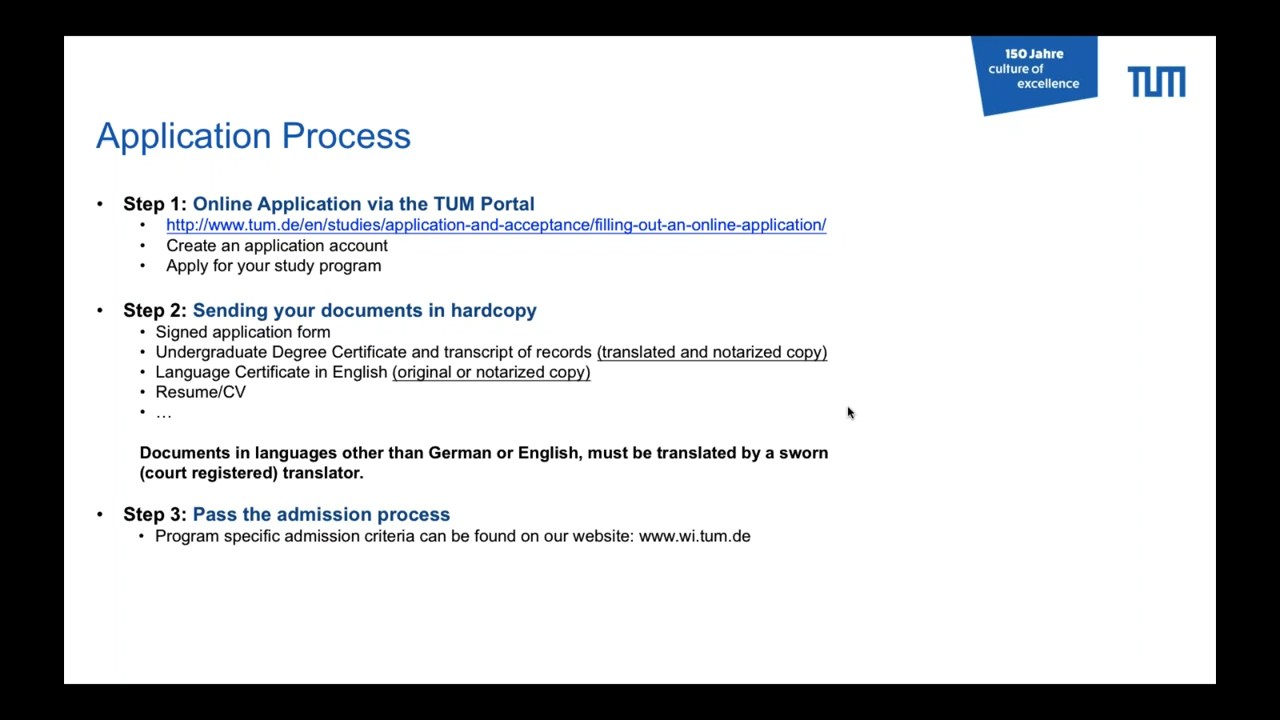 150 Jahre
culture of
excellence
TUM
Application Process
• Step 1: Online Application via the TUM Portal
• http://www.tum.de/en/studies/application-and-acceptance/filling-out-an-online-application/
• Create an application account
• Apply for your study program
• Step 2: Sending your documents in hardcopy
• Signed application form
• Undergraduate Degree Certificate and transcript of records (translated and notarized copy)
• Language Certificate in English (original or notarized copy)
• Resume/CV
• …
Documents in languages other than German or English, must be translated by a sworn
(court registered) translator.
• Step 3: Pass the admission process
• Program specific admission criteria can be found on our website: www.wi.tum.de